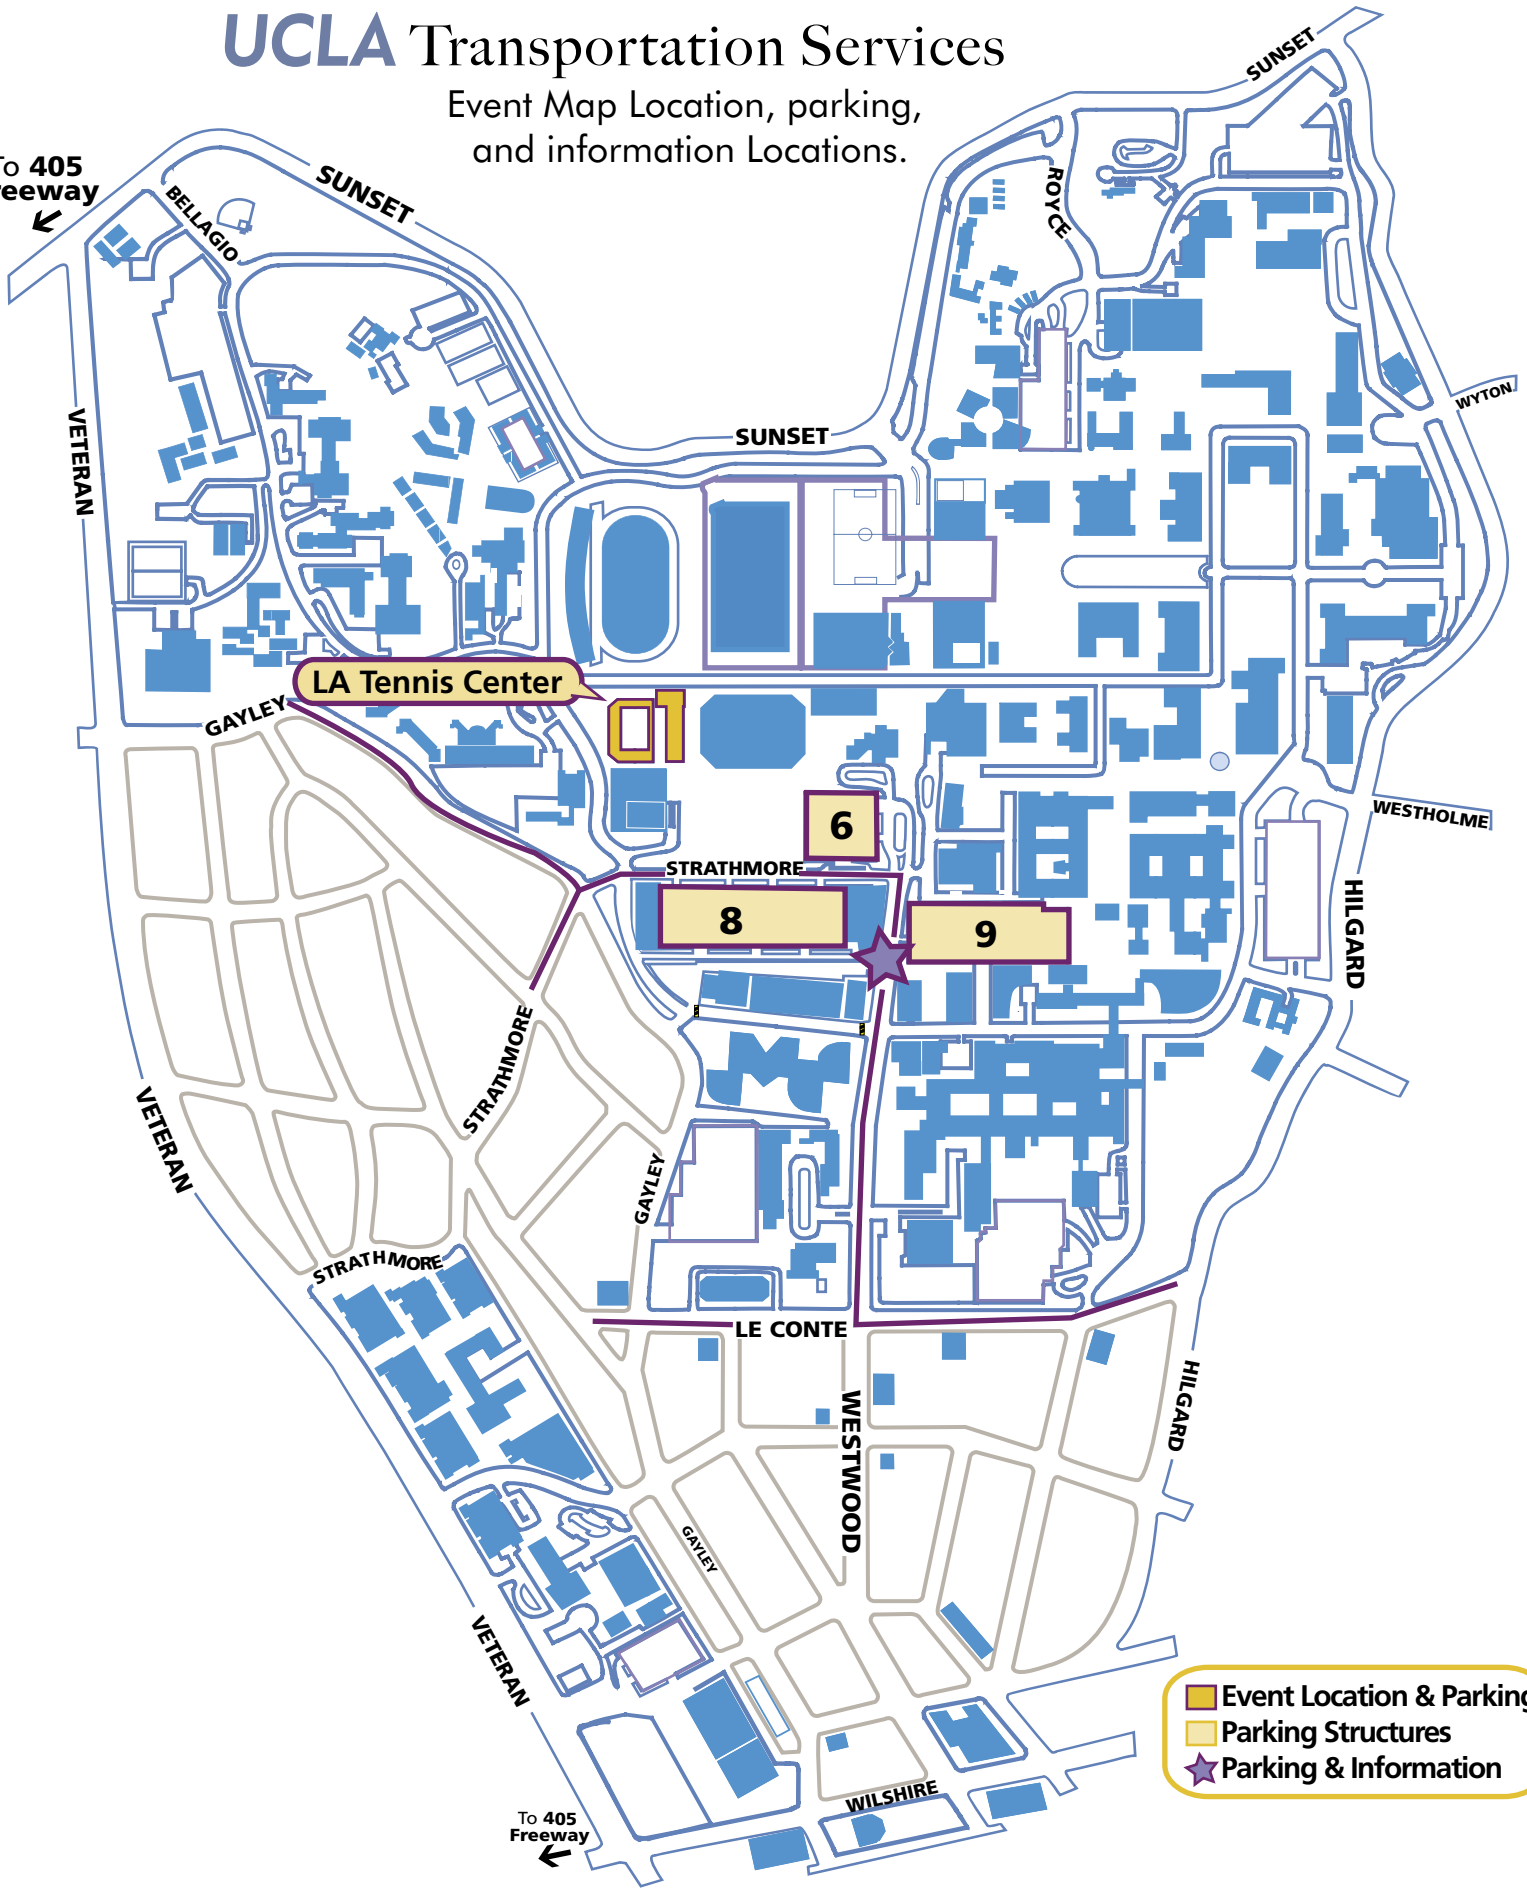 UCLA Transportation Services
Event Map Location, parking,
and information Locations.
SUNSET
To 405
reeway
SUNSET
BELLAGIO
ROYCE
WYTON
VETERAN
SUNSET
LA Tennis Center
GAYLEY
6
WESTHOLME
STRATHMORE
8
9
HILGARD
STRATHMORE
VETERAN
GAYLEY
STRATHMORE
LE CONTE
HILGARD
WESTWOOD
GAYLEY
VETERAN
Event Location & Parking
Parking Structures
Parking & Information
WILSHIRE
To 405
Freeway